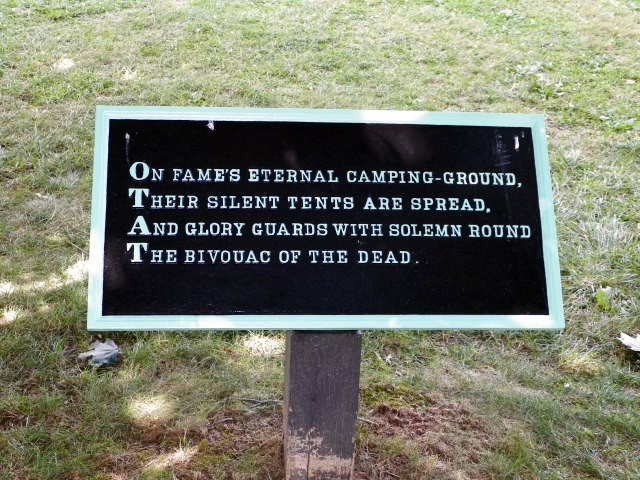 ON FAME'S ETERNAL CAMPING-GROUND,
THEIR SILENT TENTS ARE SPREAD,
AND GLORY GUARDS WITH SOLEMN ROUND
THE BIVOUAC OF THE DEAD.